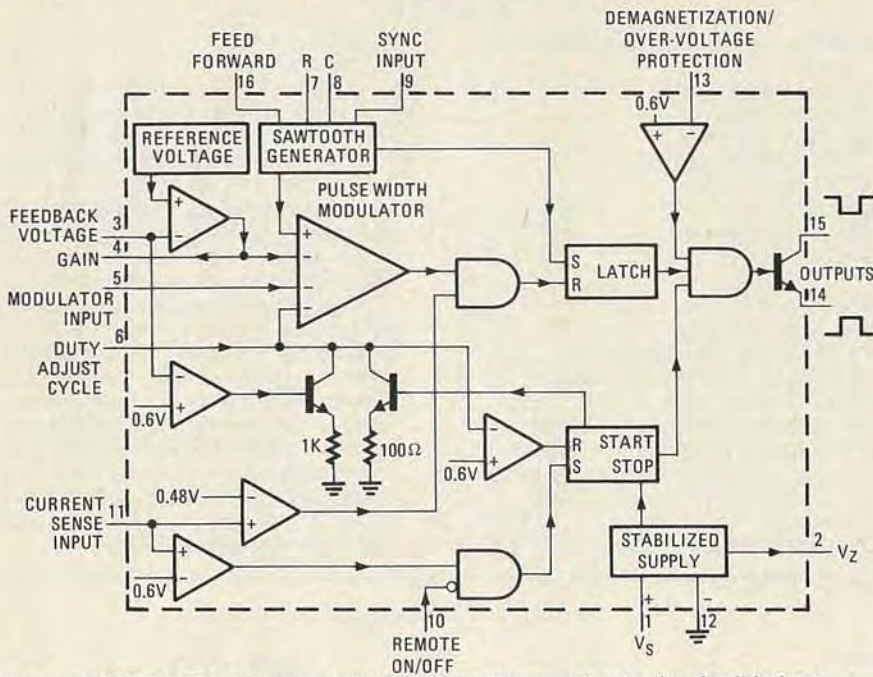 FEED
FORWARD
16
R
7
C
8
SYNC
INPUT
9
DEMAGNETIZATION/
OVER-VOLTAGE
PROTECTION
13
0.6V
+
−
REFERENCE
VOLTAGE
SAWTOOTH
GENERATOR
PULSE WIDTH
MODULATOR
FEEDBACK
VOLTAGE
3
+
−
GAIN
4
MODULATOR
INPUT
5
+
−
−
−
S
R
LATCH
15
OUTPUTS
14
DUTY
ADJUST
CYCLE
6
−
+
0.6V
1K
100Ω
−
+
0.6V
R
S
START
STOP
CURRENT
SENSE
INPUT
11
0.48V
−
+
+
−
0.6V
10
REMOTE
ON/OFF
STABILIZED
SUPPLY
2
VZ
+
1
VS
−
12